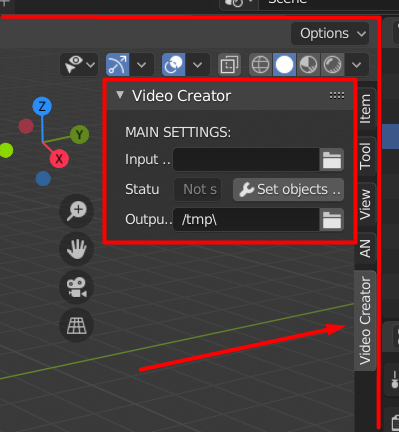 Scene
Options
Video Creator
MAIN SETTINGS:
Input ..
Statu Not s Set objects ..
Outpu.. /tmp\
Z
Y
X
Item
Tool
View
AN
Video Creator